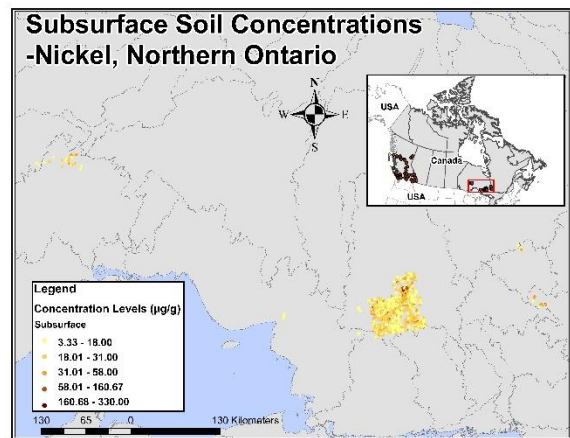 Subsurface Soil Concentrations
-Nickel, Northern Ontario
N
W E
S
USA
Canada
USA
Legend
Concentration Levels (µg/g)
Subsurface
3.33 - 18.00
18.01 - 31.00
31.01 - 58.00
58.01 - 160.67
160.68 - 330.00
130 65 0 130 Kilometers